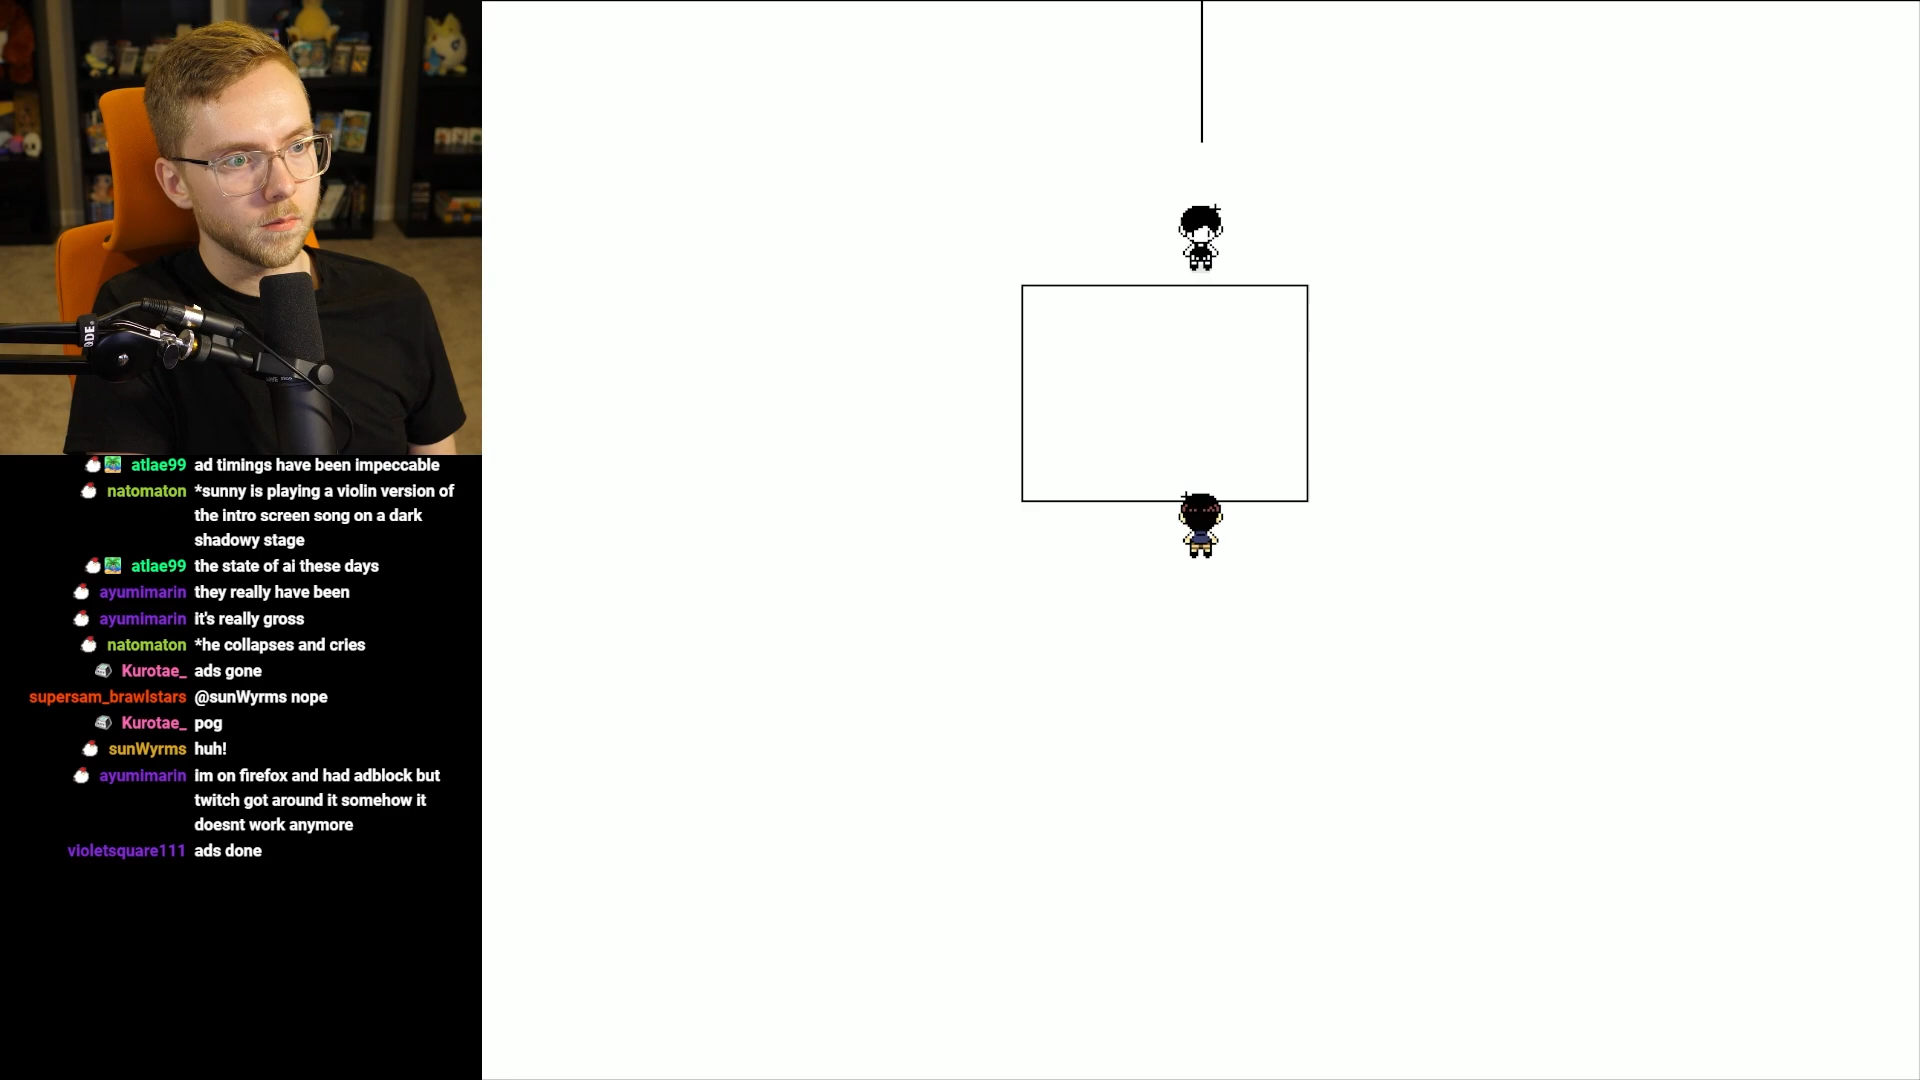 atlae99 ad timings have been impeccable
natomaton *sunny is playing a violin version of
the intro screen song on a dark
shadowy stage
atlae99 the state of ai these days
ayumimarin they really have been
ayumimarin it's really gross
natomaton *he collapses and cries
Kurotae_ ads gone
supersam_brawlstars @sunWyrms nope
Kurotae_ pog
sunWyrms huh!
ayumimarin im on firefox and had adblock but
twitch got around it somehow it
doesnt work anymore
violetsquare111 ads done